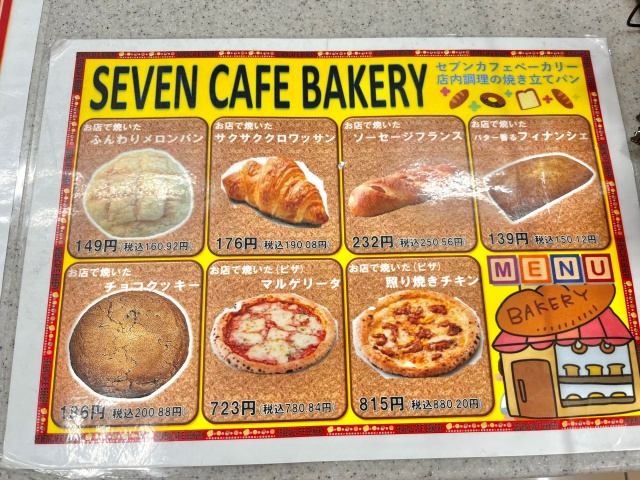 SEVEN CAFE BAKERY
セブンカフェベーカリー
店内調理の焼き立てパン
お店で焼いた
ふんわりメロンパン
149円(税込160.92円)
お店で焼いた
サクサククロワッサン
176円(税込190.08円)
お店で焼いた
ソーセージフランス
232円(税込250.56円)
お店で焼いた
バター香るフィナンシェ
139円(税込150.12円)
お店で焼いた
チョコクッキー
186円(税込200.88円)
お店で焼いた(ピザ)
マルゲリータ
723円(税込780.84円)
お店で焼いた(ピザ)
照り焼きチキン
815円(税込880.20円)
MENU
BAKERY